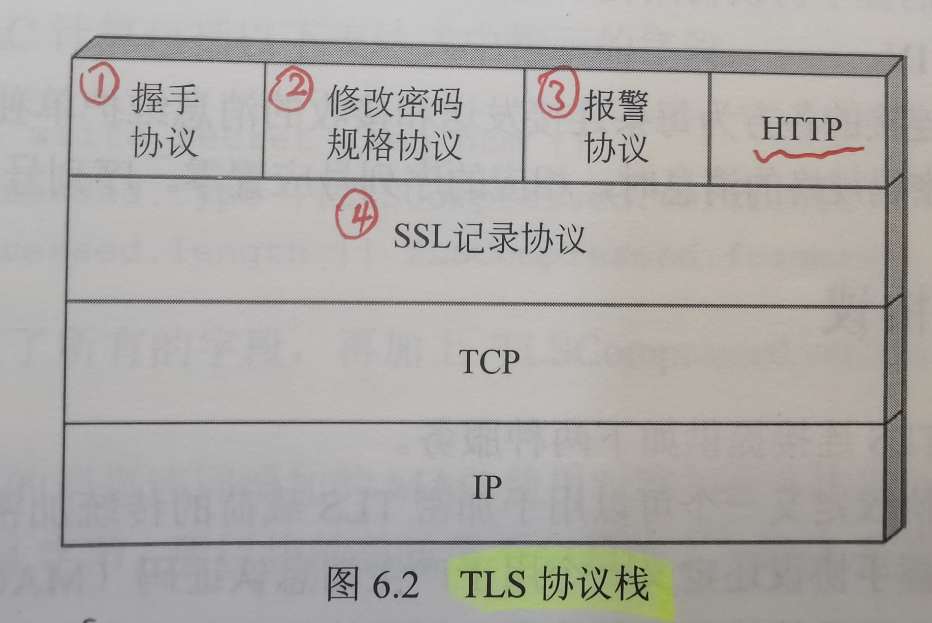 ① 握手
协议
② 修改密码
规格协议
③ 报警
协议
HTTP
④ SSL记录协议
TCP
IP
图 6.2 TLS 协议栈